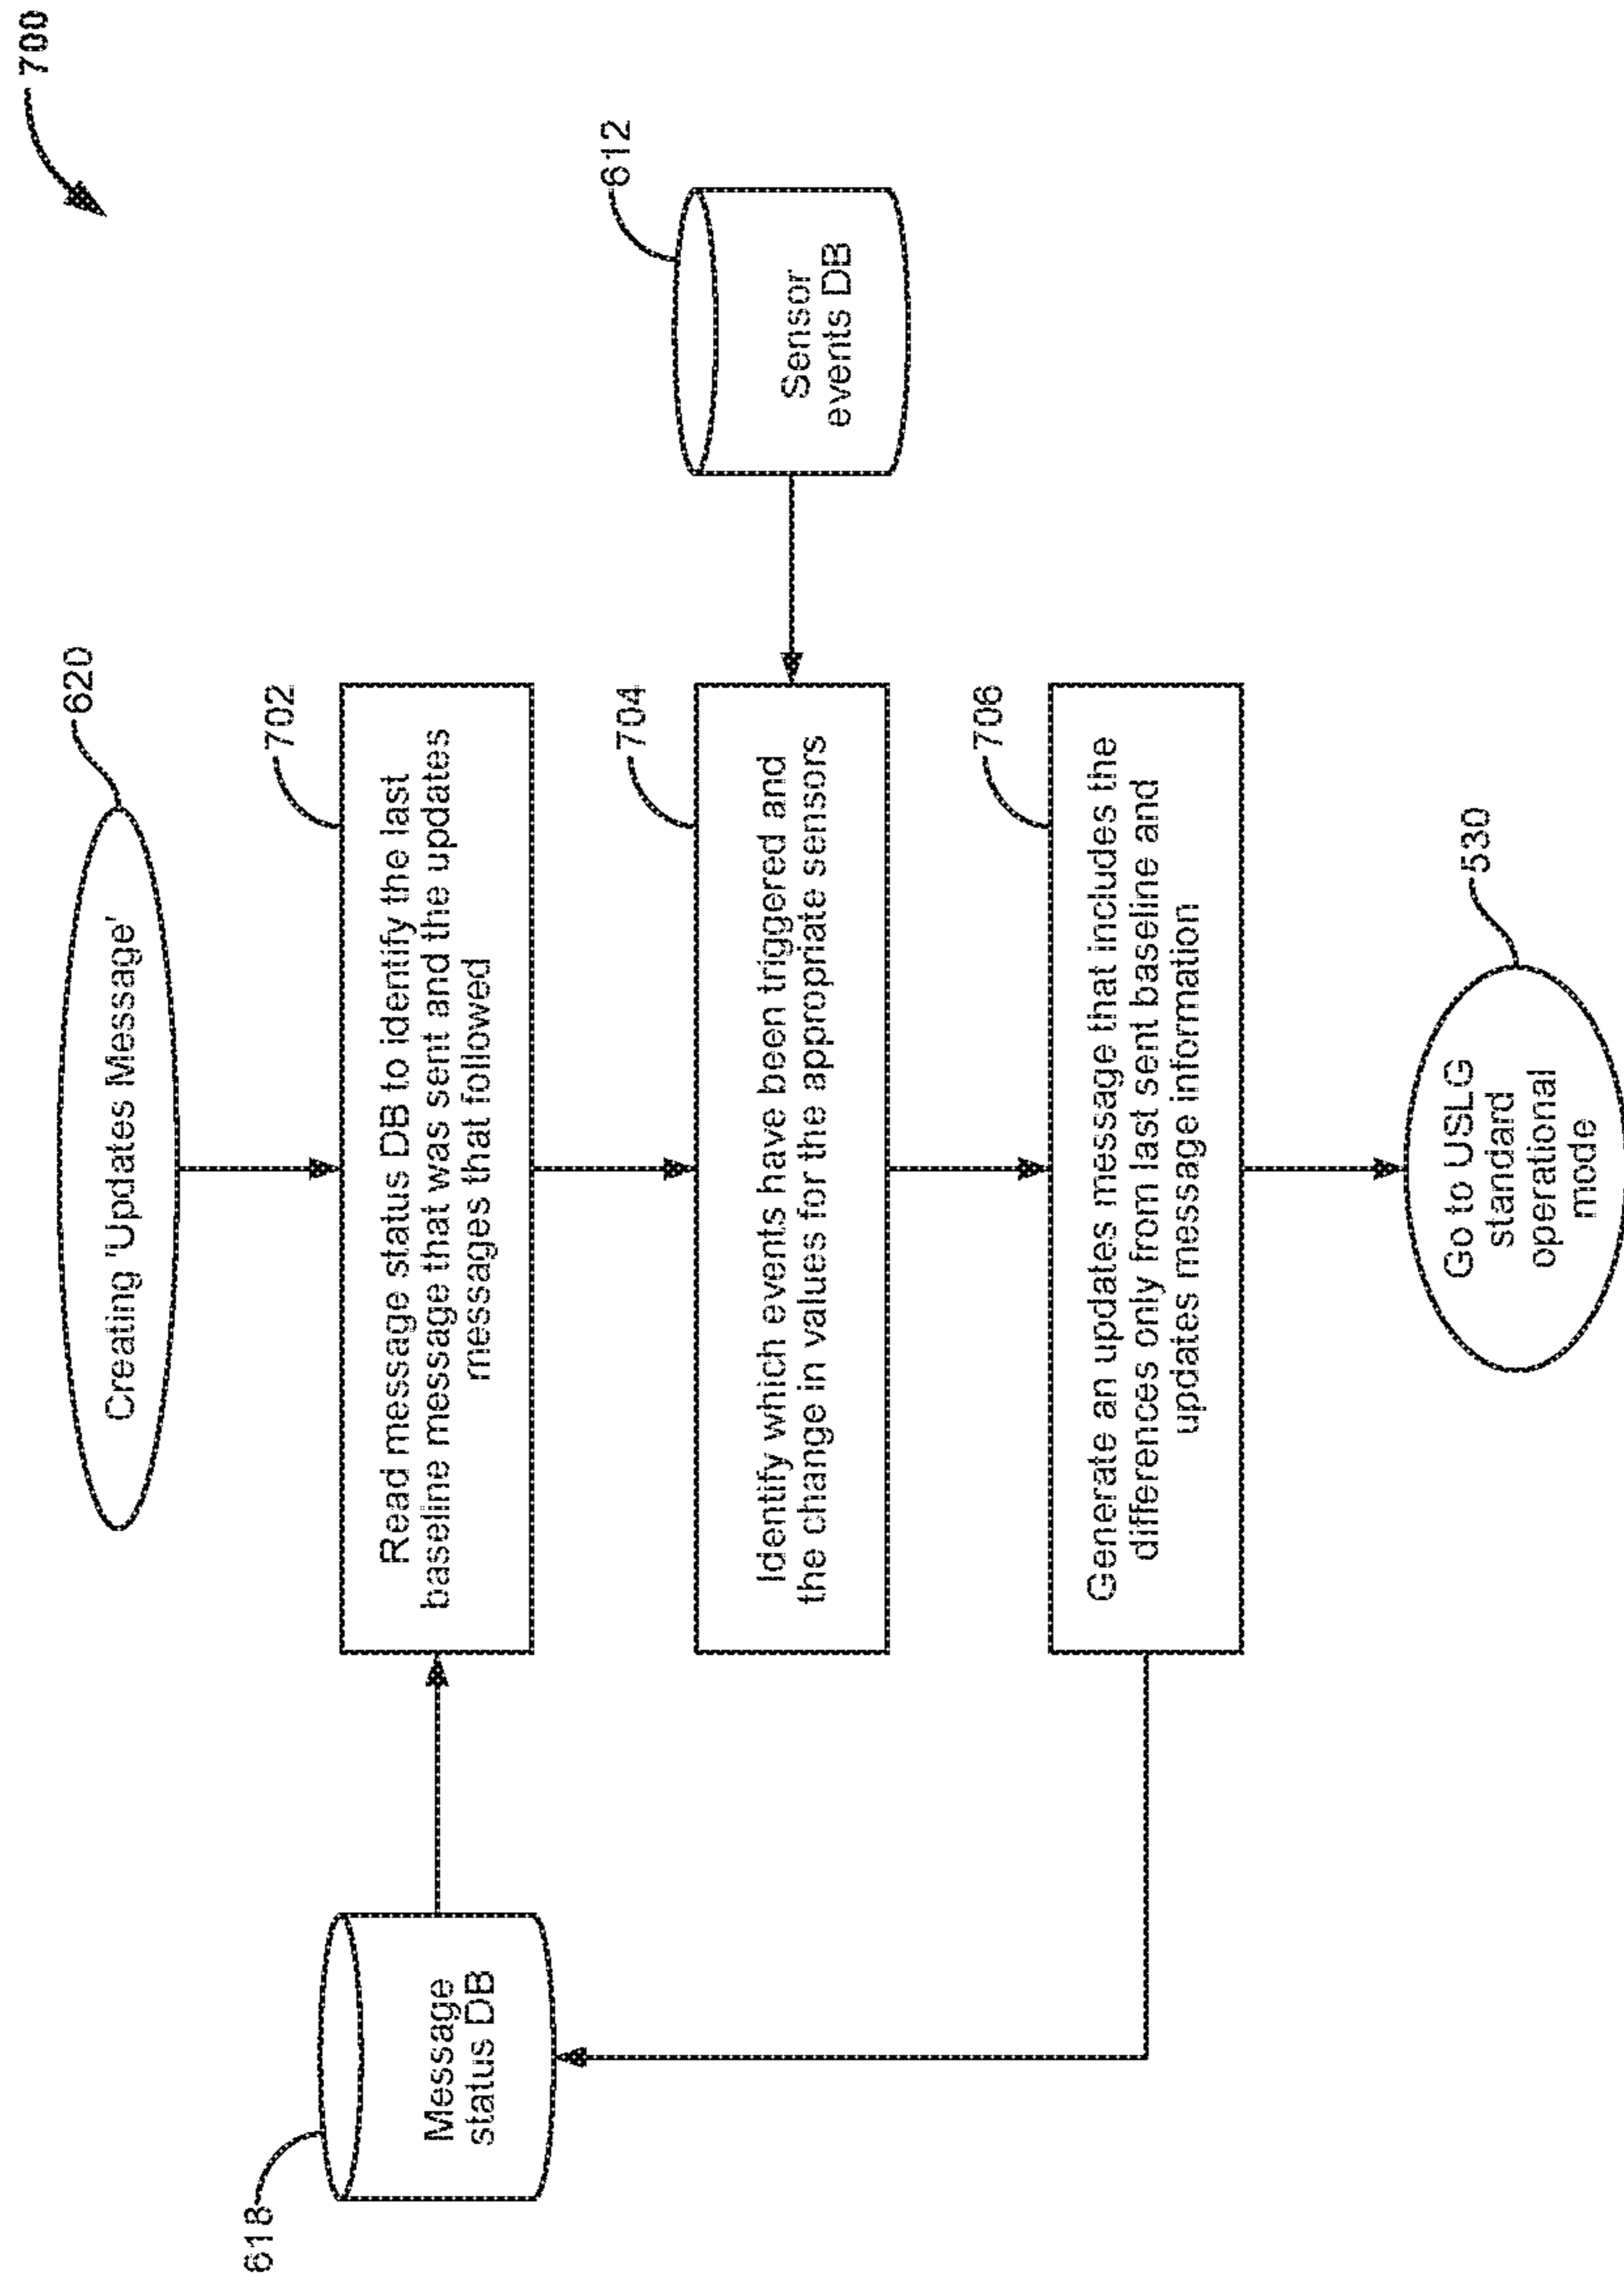 700
Creating 'Updates Message'
620
Read message status DB to identify the last
baseline message that was sent and the updates
messages that followed
702
Message
status DB
618
Identify which events have been triggered and
the change in values for the appropriate sensors
704
Sensor
events DB
612
Generate an updates message that includes the
differences only from last sent baseline and
updates message information
706
Go to USLG
standard
operational
mode
530